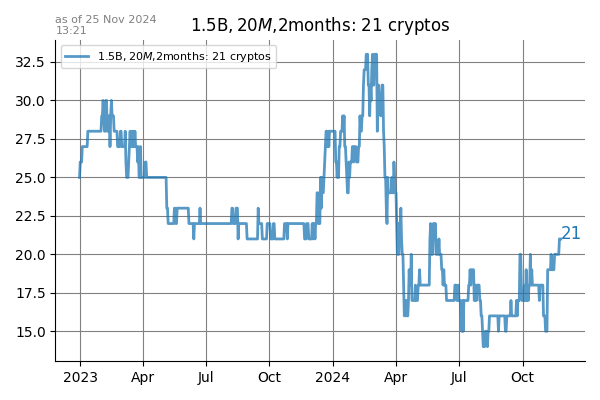 as of 25 Nov 2024
13:21
1.5B, 20M,2months: 21 cryptos
1.5B, 20M,2months: 21 cryptos
32.5
30.0
27.5
25.0
22.5
20.0
17.5
15.0
21
2023
Apr
Jul
Oct
2024
Apr
Jul
Oct